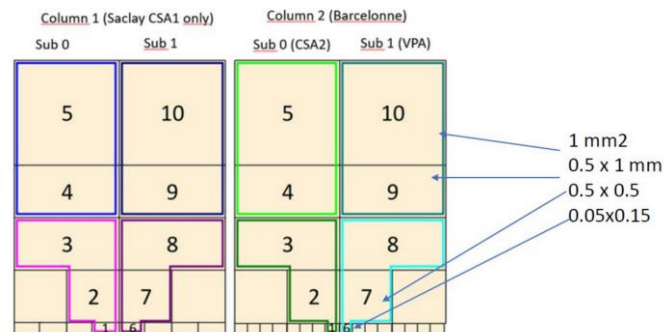 Column 1 (Saclay CSA1 only)
Column 2 (Barcelonne)
Sub 0
Sub 1
Sub 0 (CSA2)
Sub 1 (VPA)
5
10
5
10
1 mm2
0.5 x 1 mm
4
9
4
9
0.5 x 0.5
0.05x0.15
3
8
3
8
2
7
2
7
1
6
1
6